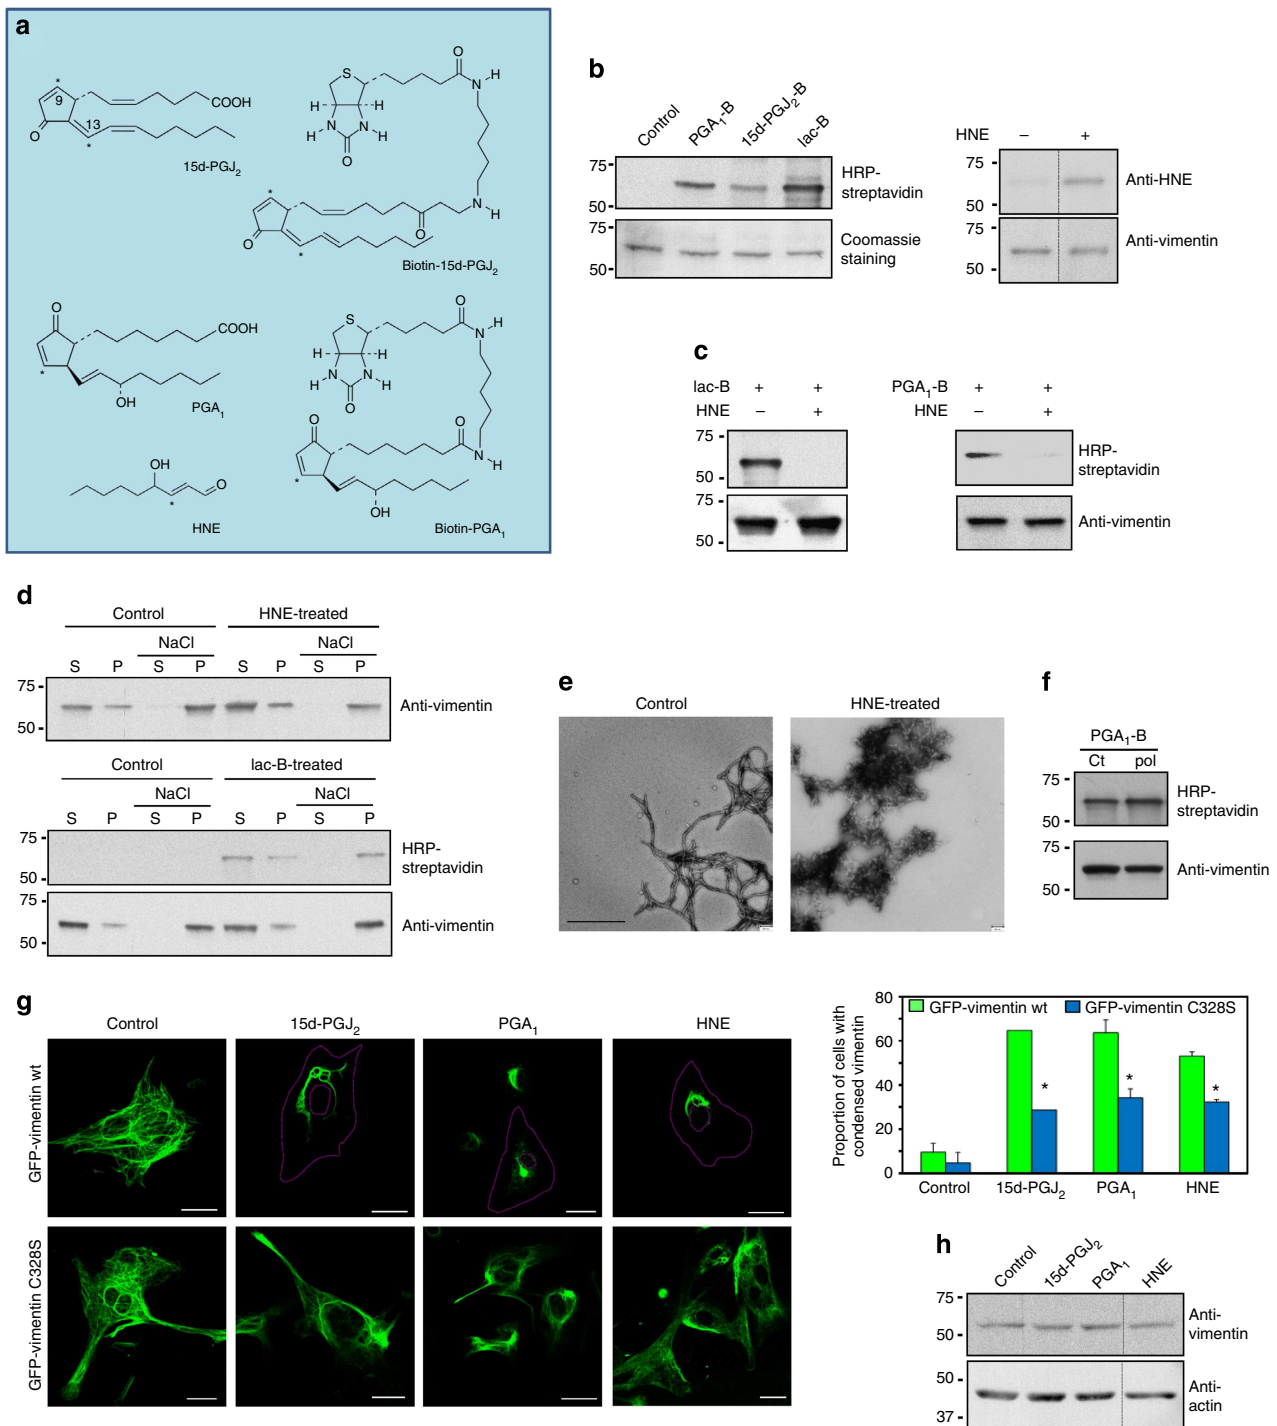 a
9
13
O
COOH
*
*
15d-PGJ2
S
O
N
H
H
H
H
N
N
H
O
O
N
H
O
*
*
Biotin-15d-PGJ2
O
COOH
*
OH
PGA1
OH
O
*
HNE
S
O
N
H
H
H
H
N
N
H
O
O
O
N
H
*
OH
Biotin-PGA1
b
Control
PGA1-B
15d-PGJ2-B
lac-B
75
50
HRP-
streptavidin
75
50
Coomassie
staining
HNE – +
75
50
Anti-HNE
75
50
Anti-vimentin
c
lac-B + +
HNE – +
75
50
75
50
PGA1-B + +
HNE – +
HRP-
streptavidin
Anti-vimentin
d
Control HNE-treated
NaCl NaCl
S P S P S P S P
75
50
Anti-vimentin
Control lac-B-treated
NaCl NaCl
S P S P S P S P
75
50
HRP-
streptavidin
75
50
Anti-vimentin
e
Control HNE-treated
f
PGA1-B
Ct pol
75
50
HRP-
streptavidin
75
50
Anti-vimentin
g
Control 15d-PGJ2 PGA1 HNE
GFP-vimentin wt
GFP-vimentin C328S
Proportion of cells with
condensed vimentin
80
60
40
20
0
GFP-vimentin wt GFP-vimentin C328S
* * *
Control 15d-PGJ2 PGA1 HNE
h
Control
15d-PGJ2
PGA1
HNE
75
50
Anti-
vimentin
50
37
Anti-
actin